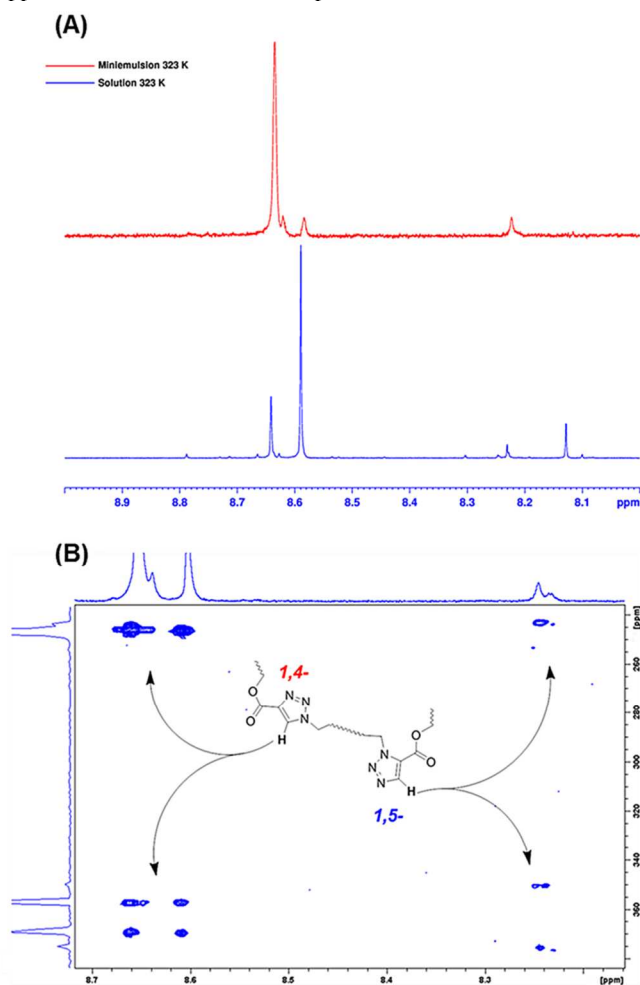 (A)
Miniemulsion 323 K
Solution 323 K
8.9 8.8 8.7 8.6 8.5 8.4 8.3 8.2 8.1 ppm
(B)
[ppm]
260
280
300
320
340
360
1,4-
O
O
N
N
N
H
O
O
N
N
N
H
1,5-
8.7 8.6 8.5 8.4 8.3 [ppm]